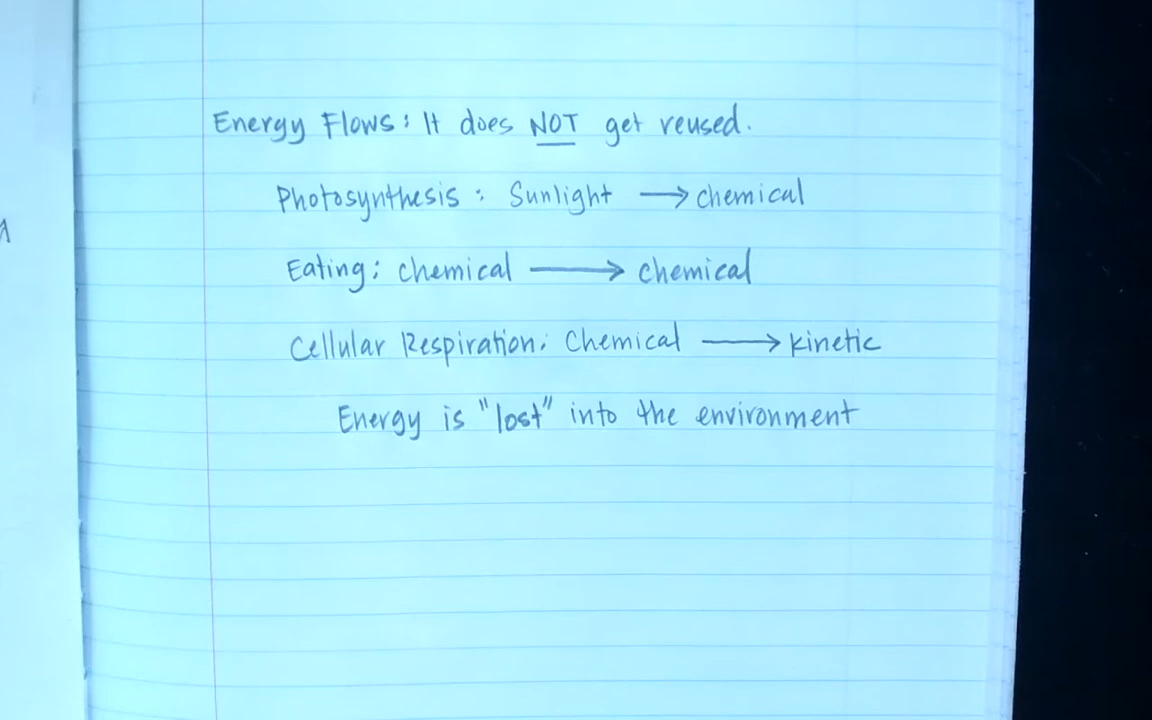 Energy Flows: It does NOT get reused.
Photosynthesis: Sunlight → chemical
Eating: chemical → chemical
Cellular Respiration: Chemical → kinetic
Energy is "lost" into the environment